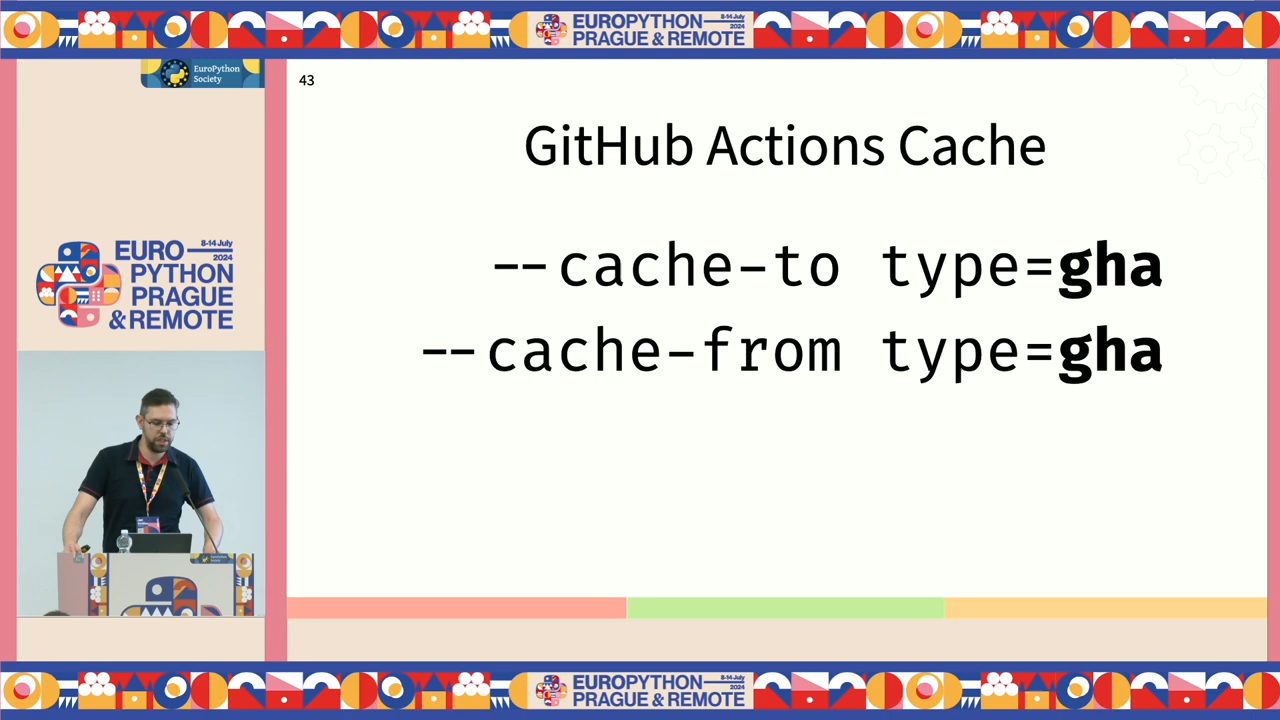 EUROPYTHON
8-14 July
2024
PRAGUE & REMOTE
EuroPython
Society
43
GitHub Actions Cache
--cache-to type=gha
--cache-from type=gha
EURO
8-14 July
2024
PYTHON
PRAGUE
& REMOTE
EUROPYTHON
8-14 July
2024
PRAGUE & REMOTE